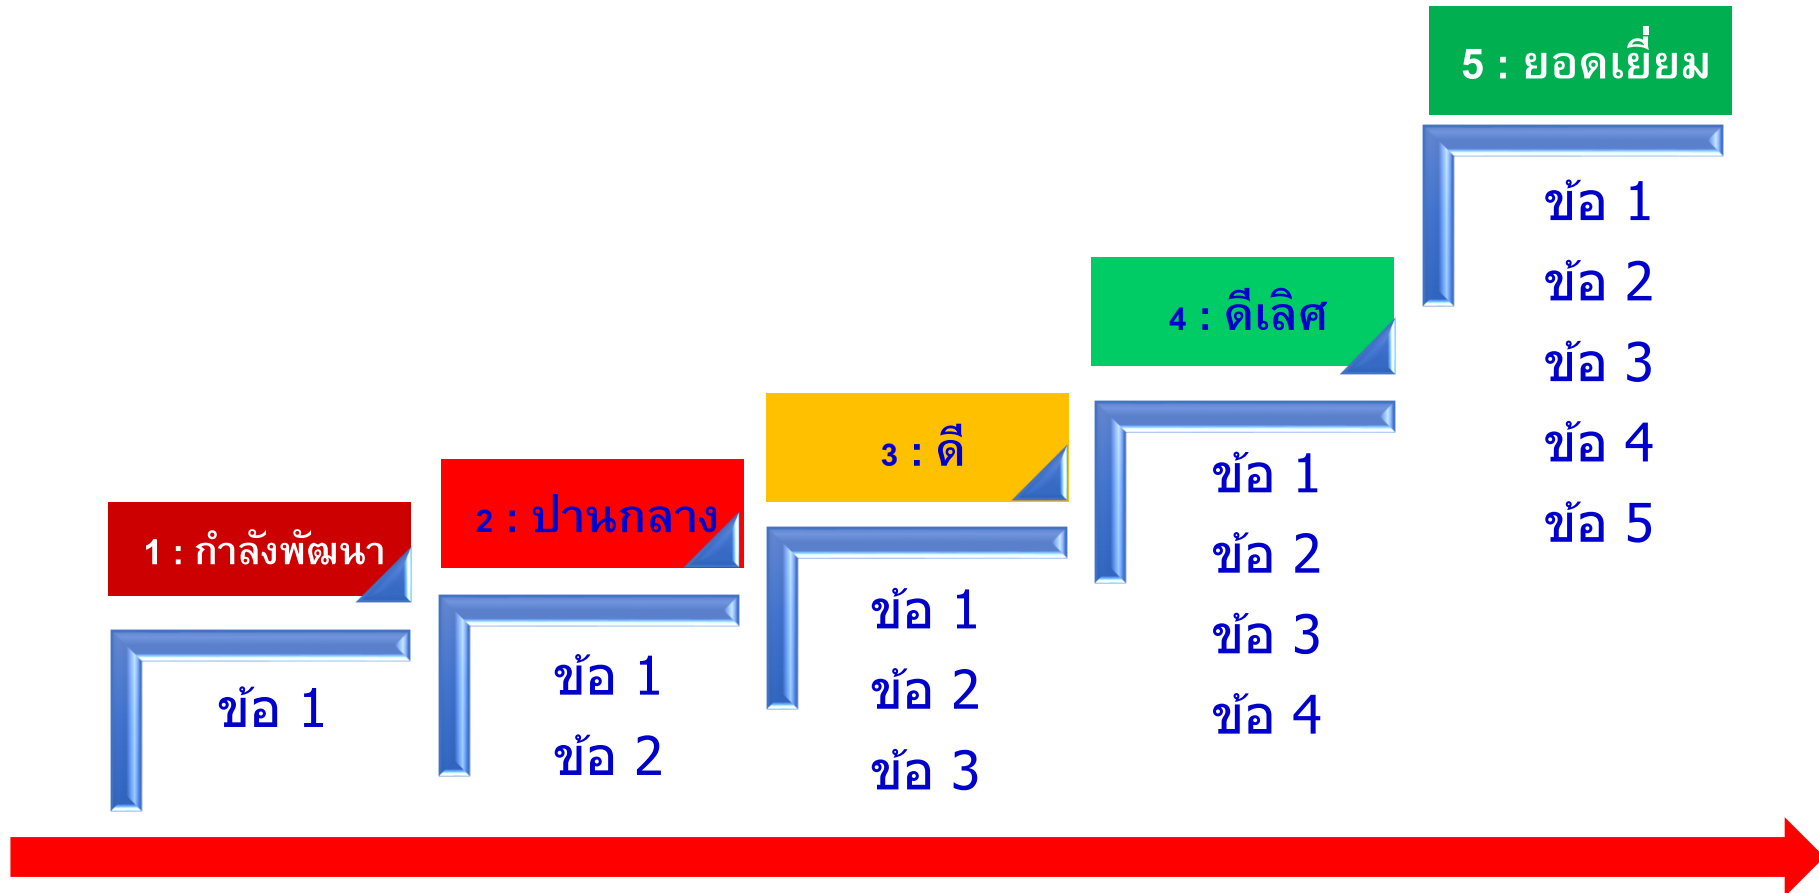 1 : กำลังพัฒนา
ข้อ 1
2 : ปานกลาง
ข้อ 1
ข้อ 2
3 : ดี
ข้อ 1
ข้อ 2
ข้อ 3
4 : ดีเลิศ
ข้อ 1
ข้อ 2
ข้อ 3
ข้อ 4
5 : ยอดเยี่ยม
ข้อ 1
ข้อ 2
ข้อ 3
ข้อ 4
ข้อ 5